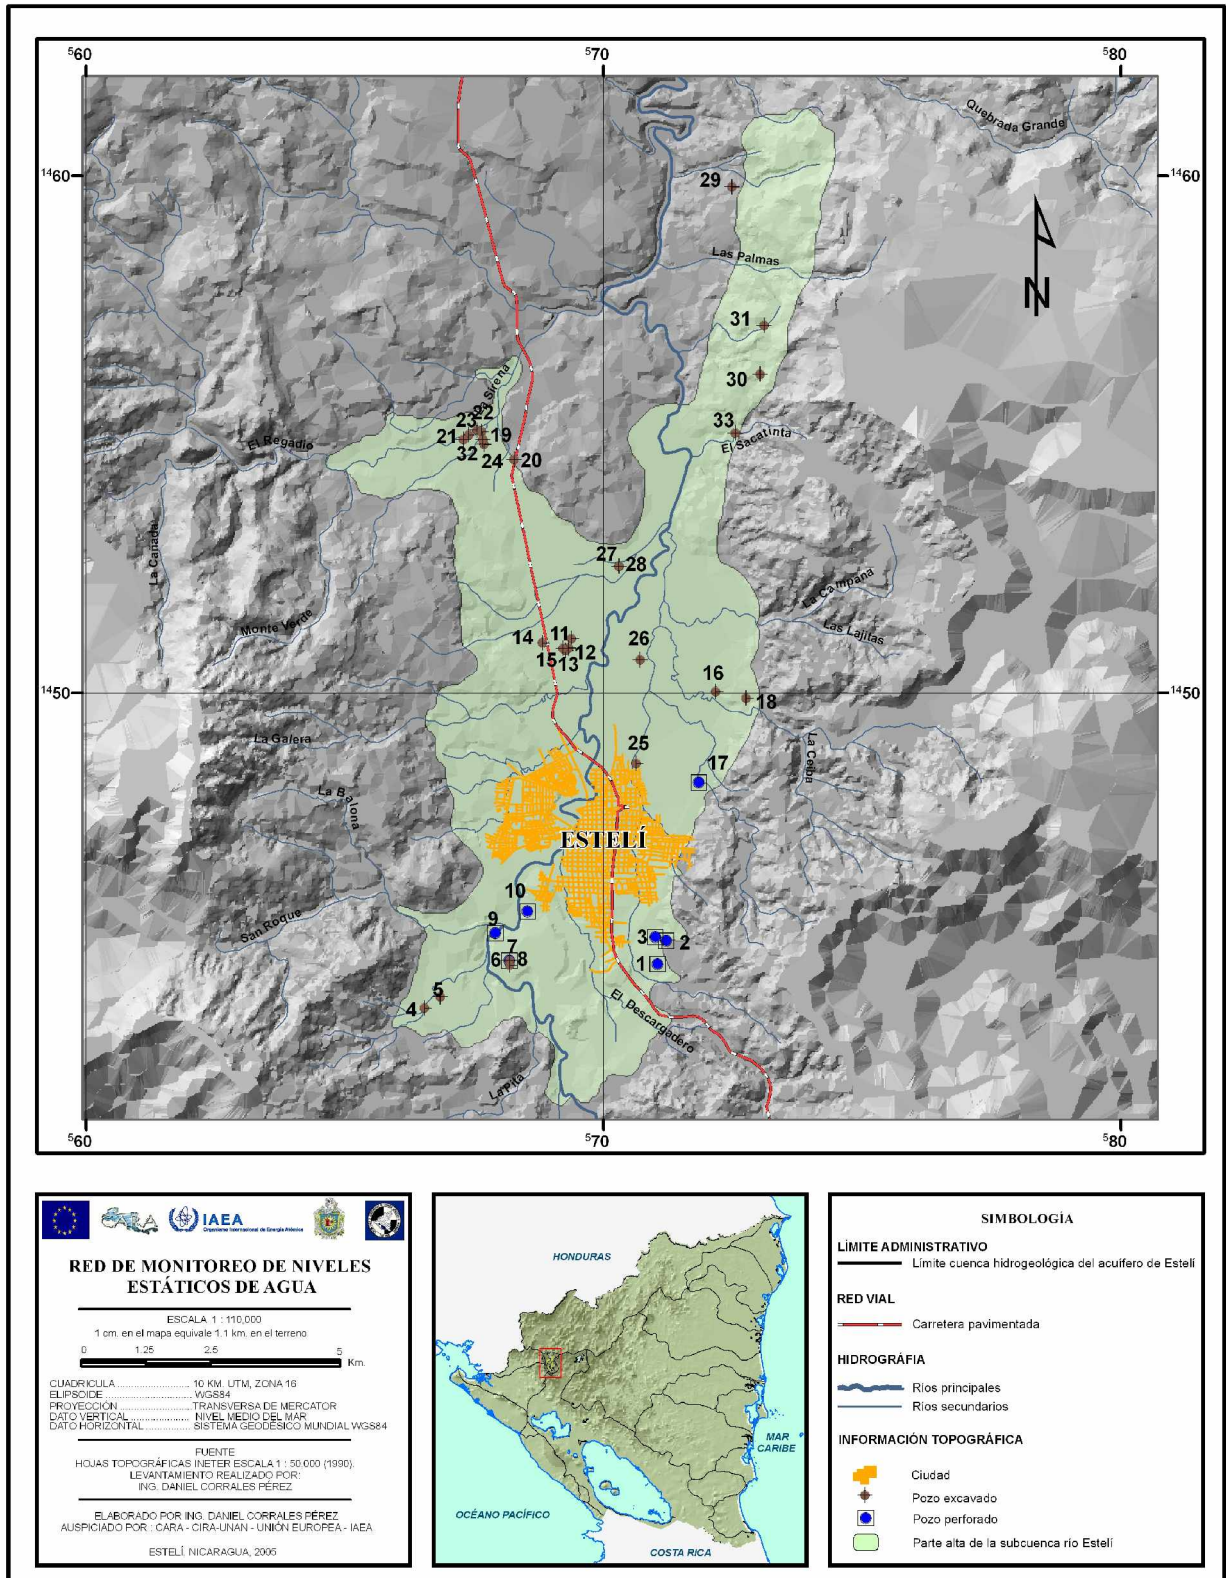 560
570
580
1460
1450
560
570
580
Quebrada Grande
29
Las Palmas
N
31
30
33
El Sacatinta
La Sirena
22
23
19
21
32
24
20
El Regadío
La Cañada
27
28
La Campana
Monte Verde
Las Lajitas
14
11
12
15
13
26
16
18
La Galera
25
17
La Ceiba
ESTELÍ
San Roque
10
9
7
6
8
3
2
1
5
4
El Descargadero
La Pita
IAEA
Organismo Internacional de Energía Atómica
RED DE MONITOREO DE NIVELES
ESTÁTICOS DE AGUA
ESCALA 1 : 110,000
1 cm. en el mapa equivale 1.1 km. en el terreno
0 1.25 2.5 5
Km.
CUADRICULA .................. 10 KM. UTM, ZONA 16
ELIPSOIDE ..................... WGS84
PROYECCIÓN .................. TRANSVERSA DE MERCATOR
DATO VERTICAL ............... NIVEL MEDIO DEL MAR
DATO HORIZONTAL ............ SISTEMA GEODÉSICO MUNDIAL WGS84
FUENTE
HOJAS TOPOGRÁFICAS INETER ESCALA 1 : 50,000 (1990).
LEVANTAMIENTO REALIZADO POR:
ING. DANIEL CORRALES PÉREZ
ELABORADO POR ING. DANIEL CORRALES PÉREZ
AUSPICIADO POR : CARA - CIRA-UNAN - UNIÓN EUROPEA - IAEA
ESTELÍ, NICARAGUA, 2005
HONDURAS
MAR
CARIBE
OCÉANO PACÍFICO
COSTA RICA
SIMBOLOGÍA
LÍMITE ADMINISTRATIVO
Límite cuenca hidrogeológica del acuífero de Estelí
RED VIAL
Carretera pavimentada
HIDROGRÁFIA
Ríos principales
Ríos secundarios
INFORMACIÓN TOPOGRÁFICA
Ciudad
Pozo excavado
Pozo perforado
Parte alta de la subcuenca río Estelí